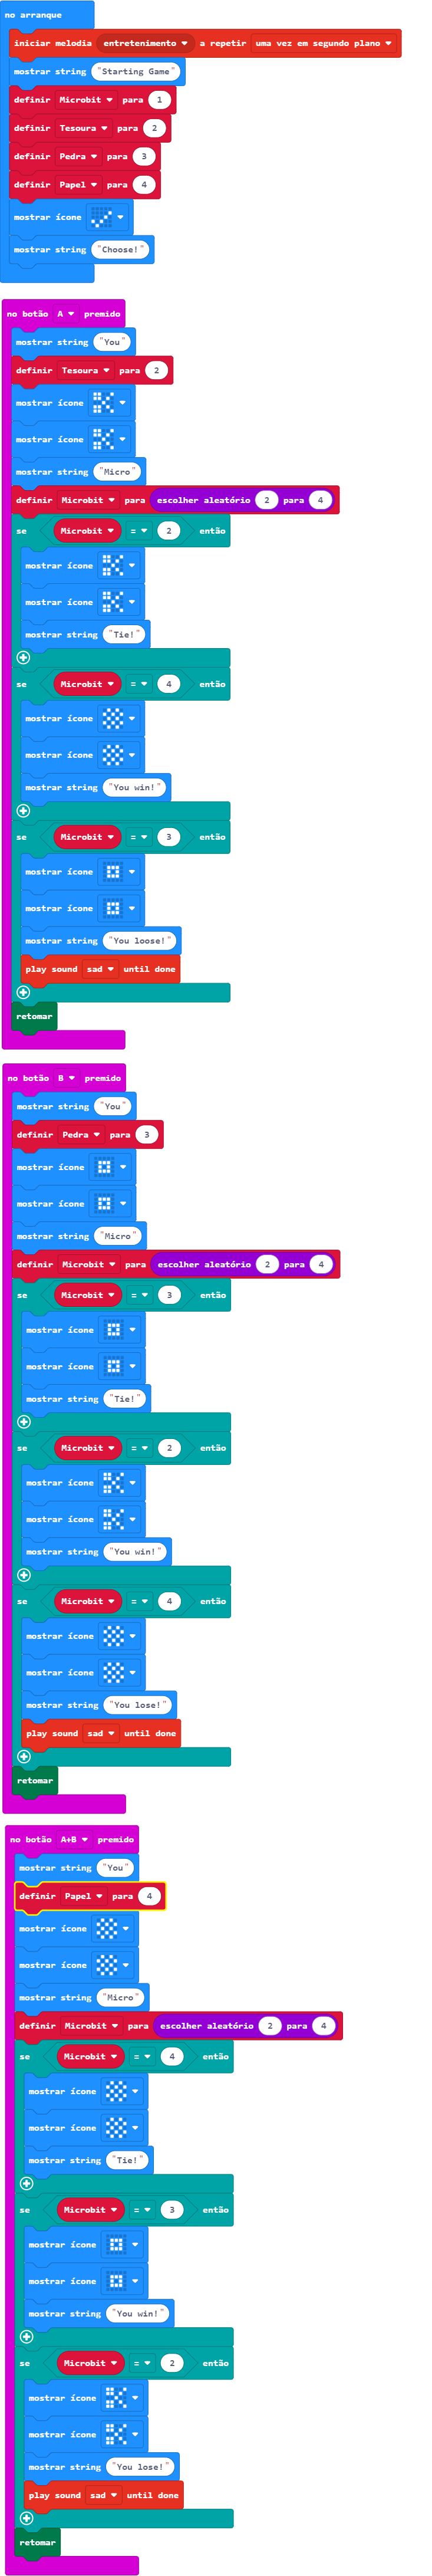 no arranque
iniciar melodia entretenimento a repetir uma vez em segundo plano
mostrar string "Starting Game"
definir Microbit para 1
definir Tesoura para 2
definir Pedra para 3
definir Papel para 4
mostrar ícone
mostrar string "Choose!"
no botão A premido
mostrar string "You"
definir Tesoura para 2
mostrar ícone
mostrar ícone
mostrar string "Micro"
definir Microbit para escolher aleatório 2 para 4
se Microbit = 2 então
mostrar ícone
mostrar ícone
mostrar string "Tie!"
se Microbit = 4 então
mostrar ícone
mostrar ícone
mostrar string "You win!"
se Microbit = 3 então
mostrar ícone
mostrar ícone
mostrar string "You loose!"
play sound sad until done
retomar
no botão B premido
mostrar string "You"
definir Pedra para 3
mostrar ícone
mostrar ícone
mostrar string "Micro"
definir Microbit para escolher aleatório 2 para 4
se Microbit = 3 então
mostrar ícone
mostrar ícone
mostrar string "Tie!"
se Microbit = 2 então
mostrar ícone
mostrar ícone
mostrar string "You win!"
se Microbit = 4 então
mostrar ícone
mostrar ícone
mostrar string "You lose!"
play sound sad until done
retomar
no botão A+B premido
mostrar string "You"
definir Papel para 4
mostrar ícone
mostrar ícone
mostrar string "Micro"
definir Microbit para escolher aleatório 2 para 4
se Microbit = 4 então
mostrar ícone
mostrar ícone
mostrar string "Tie!"
se Microbit = 3 então
mostrar ícone
mostrar ícone
mostrar string "You win!"
se Microbit = 2 então
mostrar ícone
mostrar ícone
mostrar string "You lose!"
play sound sad until done
retomar